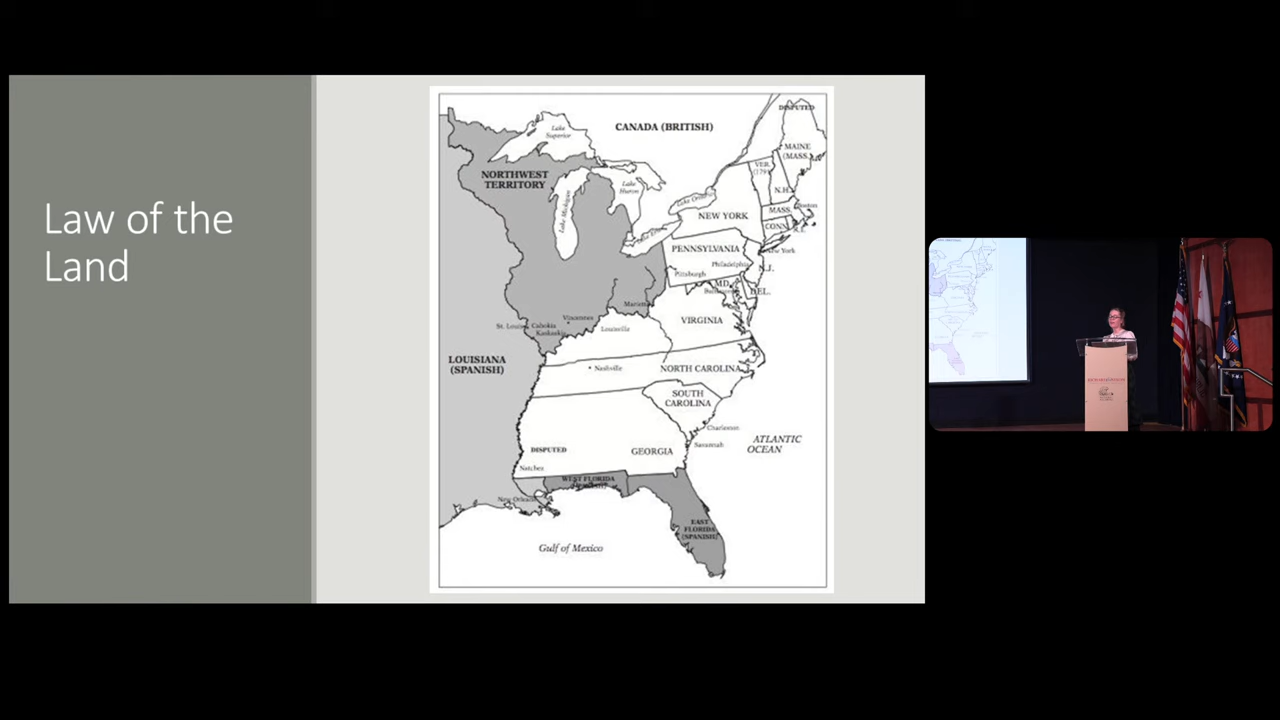 Law of the
Land
DISPUTED
CANADA (BRITISH)
Lake
Superior
MAINE
(MASS.)
NORTHWEST
TERRITORY
VER.
(179
Lake
Huron
N.H.
Lake Michigan
Lake Ontario
MASS.
Boston
NEW YORK
CONN.
R.I.
Lake Erie
PENNSYLVANIA
New York
Philadelphia
N.J.
Pittsburgh
MD.
DEL.
Marietta
Vincennes
VIRGINIA
St. Louis
Cahokia
Kaskaskia
Louisville
LOUISIANA
(SPANISH)
Nashville
NORTH CAROLINA
SOUTH
CAROLINA
Charleston
ATLANTIC
OCEAN
Savannah
DISPUTED
GEORGIA
Natchez
WEST FLORIDA
New Orleans
EAST
FLORIDA
(SPANISH)
Gulf of Mexico